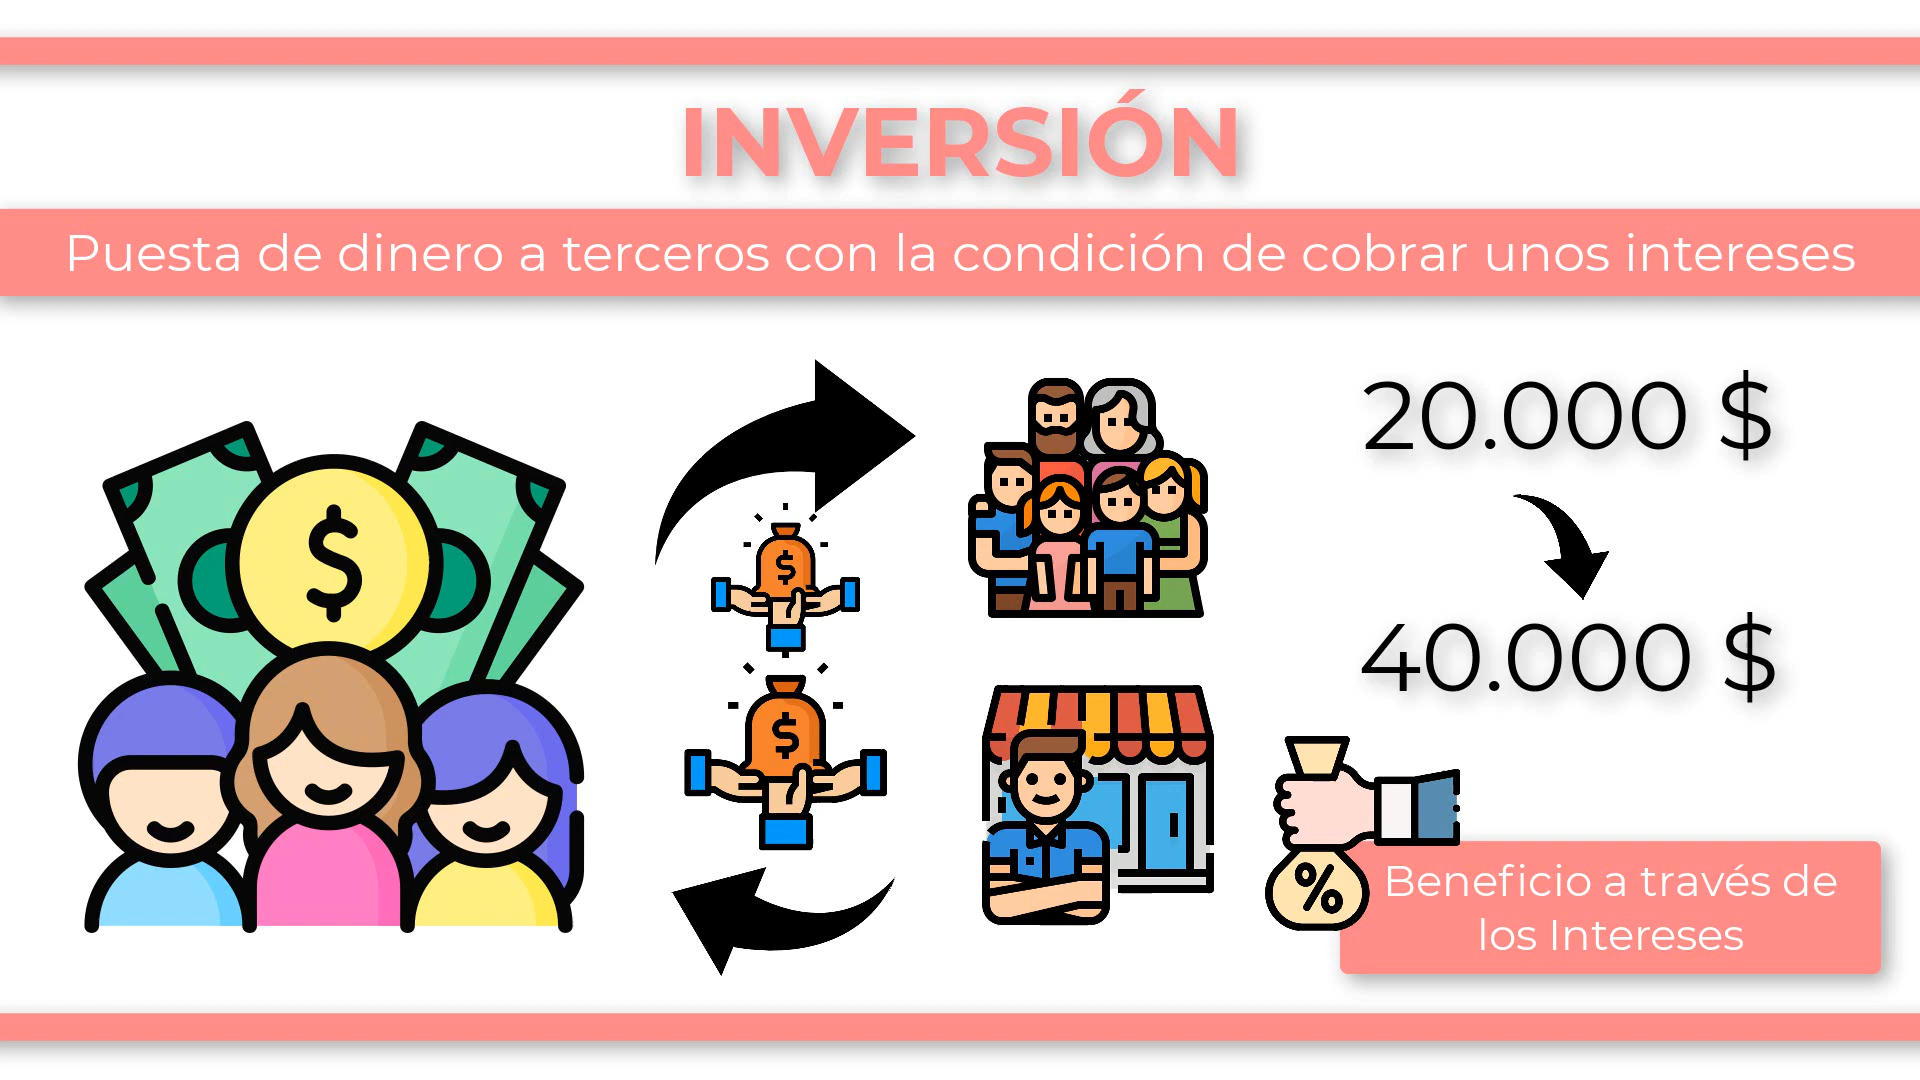 INVERSIÓN
Puesta de dinero a terceros con la condición de cobrar unos intereses
$
$
$
20.000 $
40.000 $
%
Beneficio a través de
los Intereses